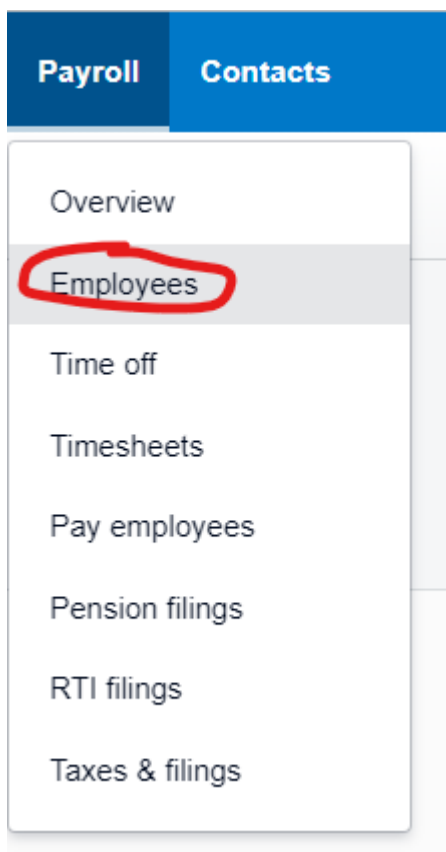 Payroll Contacts
Overview
Employees
Time off
Timesheets
Pay employees
Pension filings
RTI filings
Taxes & filings